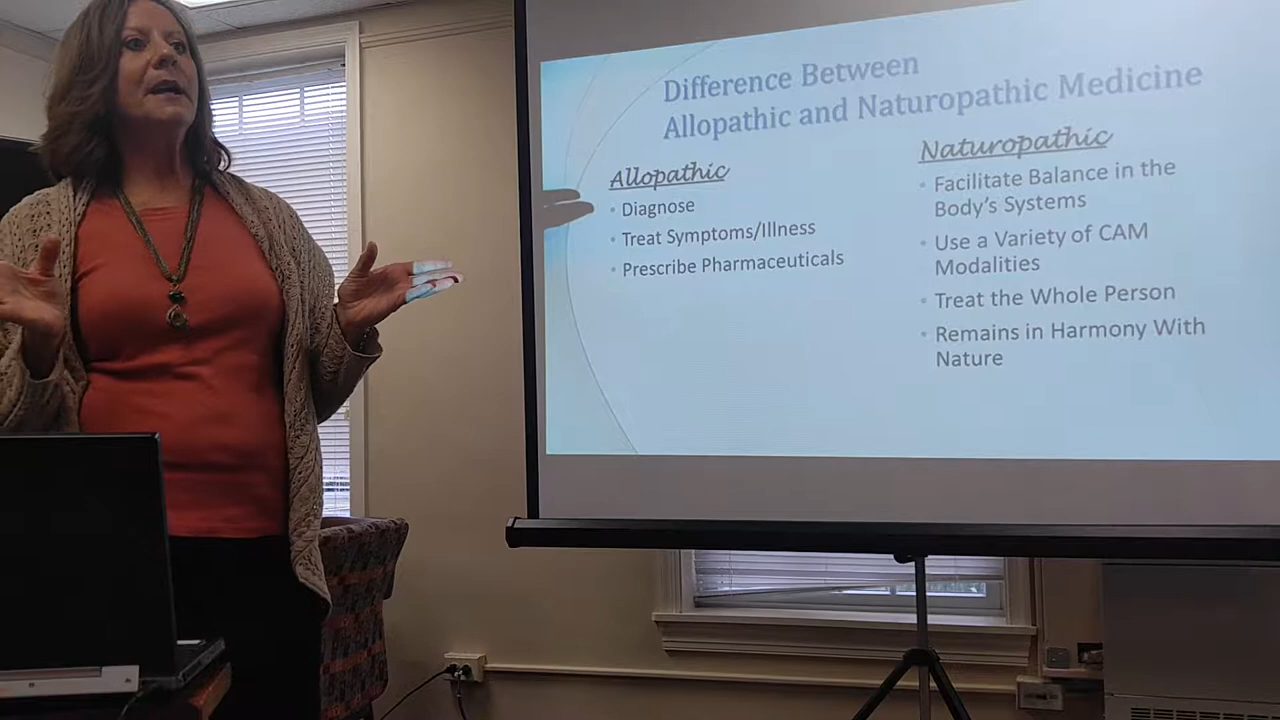 Difference Between
Allopathic and Naturopathic Medicine
Allopathic
• Diagnose
• Treat Symptoms/Illness
• Prescribe Pharmaceuticals
Naturopathic
• Facilitate Balance in the
Body's Systems
• Use a Variety of CAM
Modalities
• Treat the Whole Person
• Remains in Harmony With
Nature